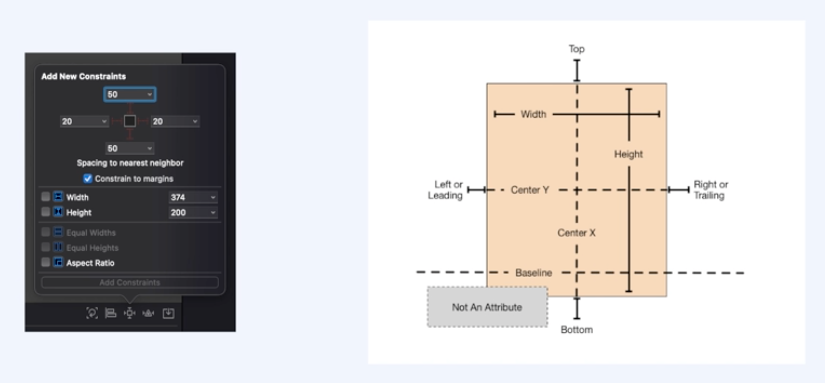 Add New Constraints
50
20 20
50
Spacing to nearest neighbor
Constrain to margins
Width 374
Height 200
Equal Widths
Equal Heights
Aspect Ratio
Add Constraints
Top
Width
Height
Left or
Leading
Center Y
Right or
Trailing
Center X
Baseline
Not An Attribute
Bottom